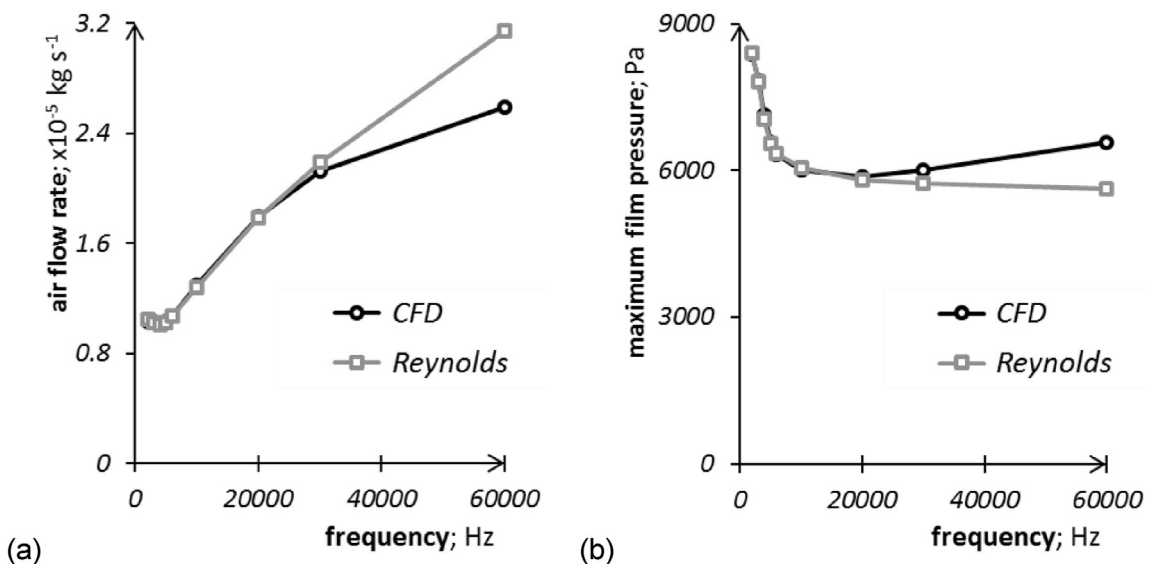 3.2
2.4
1.6
0.8
0
air flow rate; x10⁻⁵ kg s⁻¹
CFD
Reynolds
0 20000 40000 60000
frequency; Hz
(a)
9000
6000
3000
0
maximum film pressure; Pa
CFD
Reynolds
0 20000 40000 60000
frequency; Hz
(b)